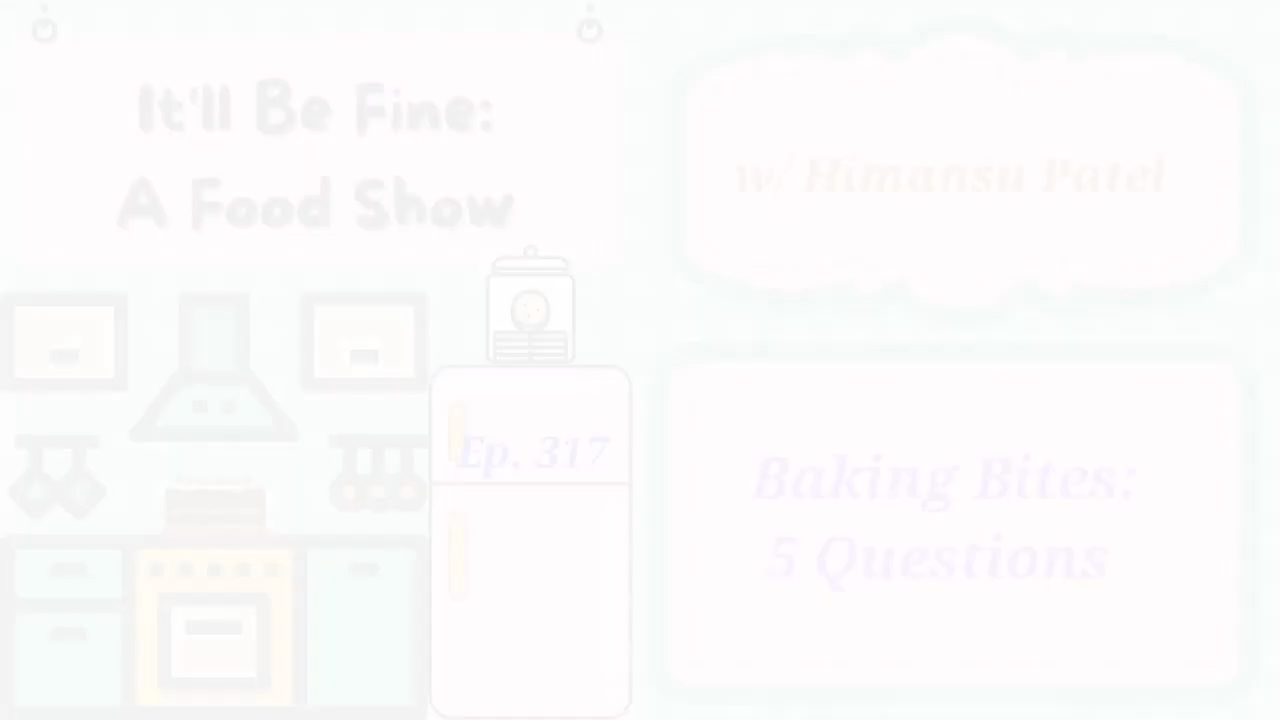 It'll Be Fine:
A Food Show
w/ Himansu Patel
Ep. 317
Baking Bites:
5 Questions